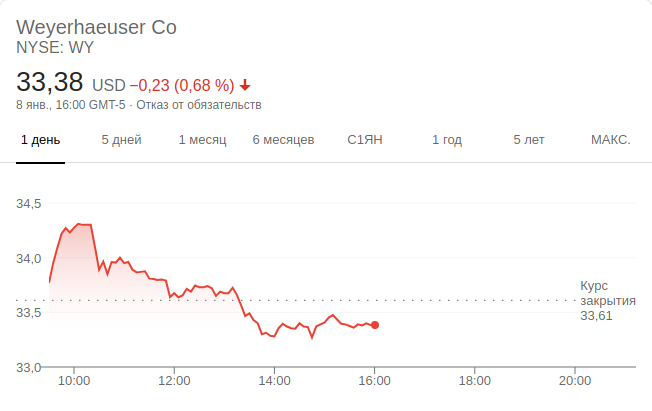 Weyerhaeuser Co
NYSE: WY
33,38 USD −0,23 (0,68 %)
8 янв., 16:00 GMT-5 · Отказ от обязательств
1 день 5 дней 1 месяц 6 месяцев С1ЯН 1 год 5 лет МАКС.
34,5
34,0
Курс
закрытия
33,5
33,61
33,0
10:00 12:00 14:00 16:00 18:00 20:00